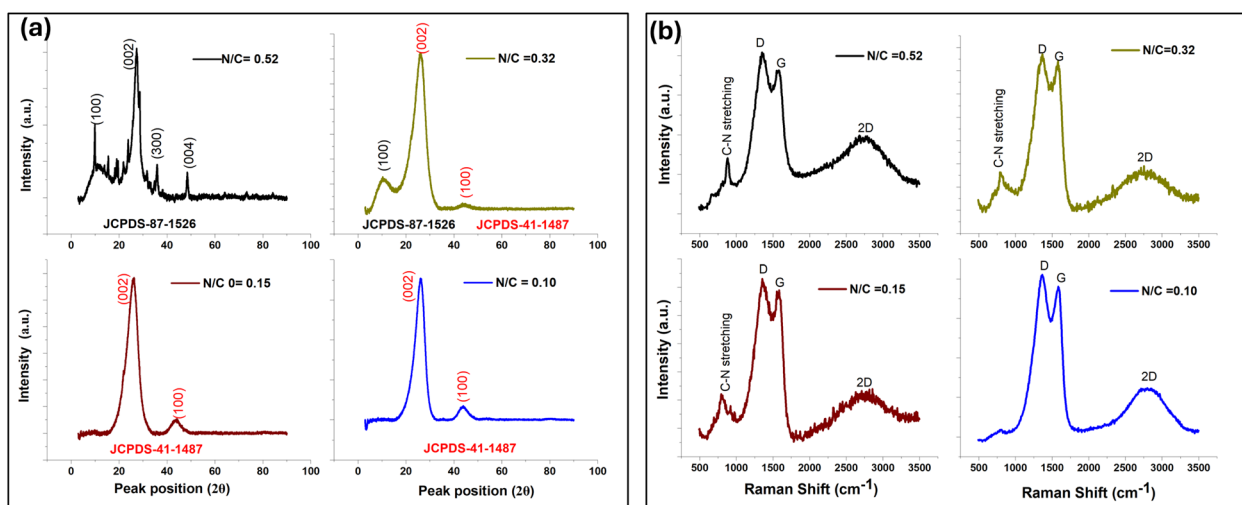 (a)
Intensity (a.u.)
(100)
(002)
(300)
(004)
N/C= 0.52
JCPDS-87-1526
0 20 40 60 80 100
(100)
(002)
(100)
N/C =0.32
JCPDS-87-1526
JCPDS-41-1487
0 20 40 60 80 100
Intensity (a.u.)
(002)
(100)
N/C 0= 0.15
JCPDS-41-1487
0 20 40 60 80 100
Peak position (2θ)
(002)
(100)
N/C = 0.10
JCPDS-41-1487
0 20 40 60 80 100
Peak position (2θ)
(b)
Intensity (a.u.)
C-N stretching
D
G
2D
N/C =0.52
500 1000 1500 2000 2500 3000 3500
C-N stretching
D
G
2D
N/C=0.32
500 1000 1500 2000 2500 3000 3500
Intensity (a.u.)
C-N stretching
D
G
2D
N/C =0.15
500 1000 1500 2000 2500 3000 3500
Raman Shift (cm⁻¹)
D
G
2D
N/C =0.10
500 1000 1500 2000 2500 3000 3500
Raman Shift (cm⁻¹)